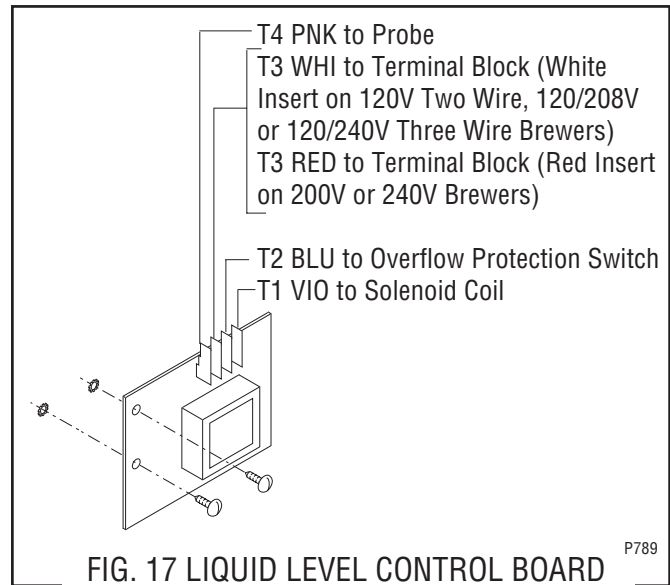 T4 PNK to Probe
T3 WHI to Terminal Block (White
Insert on 120V Two Wire, 120/208V
or 120/240V Three Wire Brewers)
T3 RED to Terminal Block (Red Insert
on 200V or 240V Brewers)
T2 BLU to Overflow Protection Switch
T1 VIO to Solenoid Coil
P789
FIG. 17 LIQUID LEVEL CONTROL BOARD